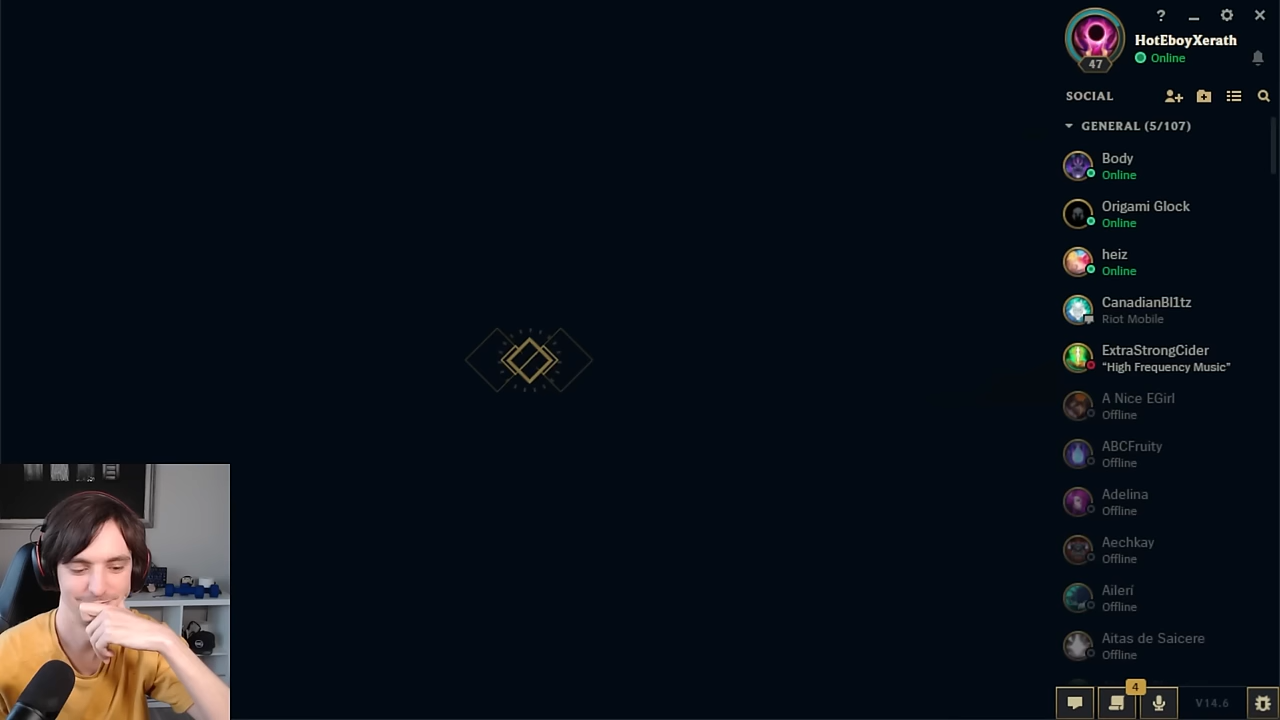 ?
HotEboyXerath
47
Online
SOCIAL
GENERAL (5/107)
Body
Online
Origami Glock
Online
heiz
Online
CanadianBl1tz
Riot Mobile
ExtraStrongCider
“High Frequency Music”
A Nice EGirl
Offline
ABCFruity
Offline
Adelina
Offline
Aechkay
Offline
Ailerí
Offline
Aitas de Saicere
Offline
4
V14.6